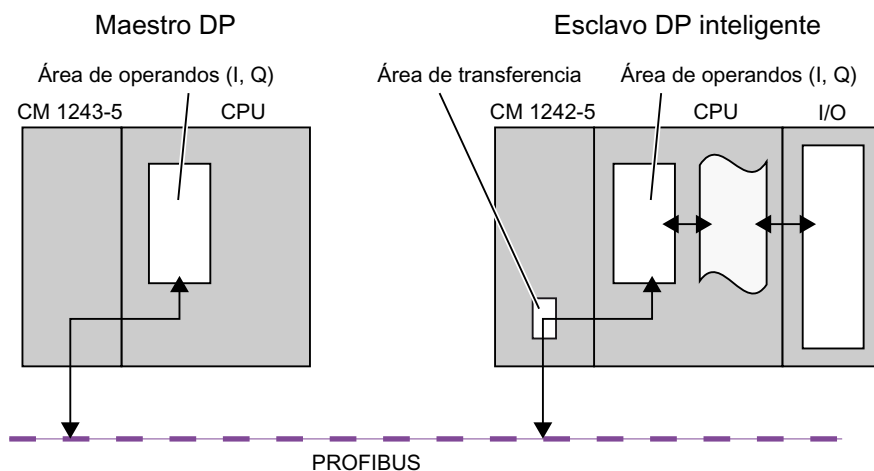 Maestro DP
Esclavo DP inteligente
Área de operandos (I, Q)
Área de transferencia
Área de operandos (I, Q)
CM 1243-5
CPU
CM 1242-5
CPU
I/O
PROFIBUS